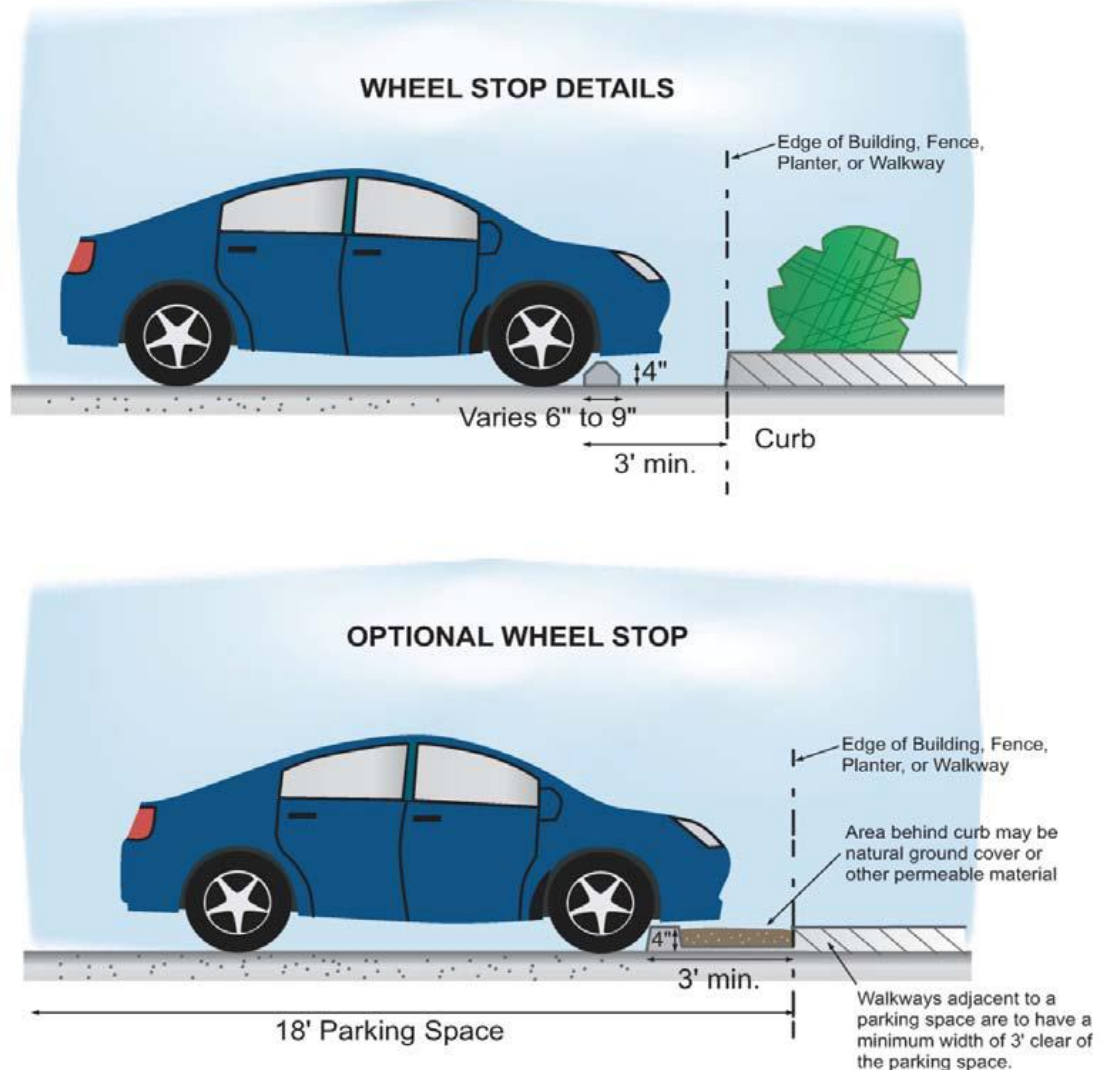 WHEEL STOP DETAILS
Edge of Building, Fence,
Planter, or Walkway
4"
Varies 6" to 9"
Curb
3' min.
OPTIONAL WHEEL STOP
Edge of Building, Fence,
Planter, or Walkway
Area behind curb may be
natural ground cover or
other permeable material
4"
3' min.
18' Parking Space
Walkways adjacent to a
parking space are to have a
minimum width of 3' clear of
the parking space.